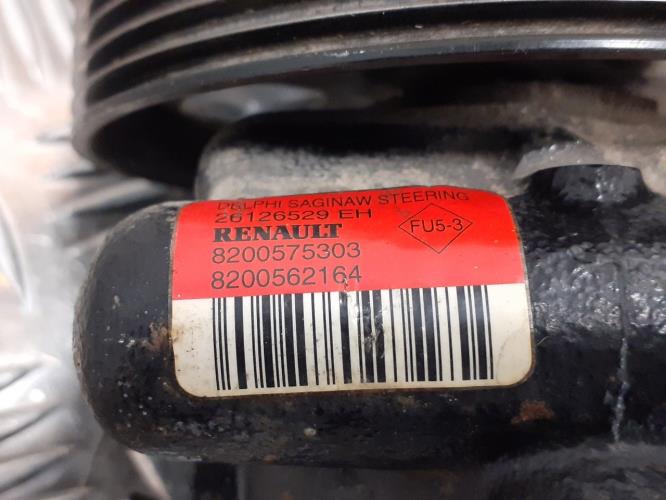 DELPHI SAGINAW STEERING
26126529 EH
RENAULT
8200575303
8200562164
FU5-3